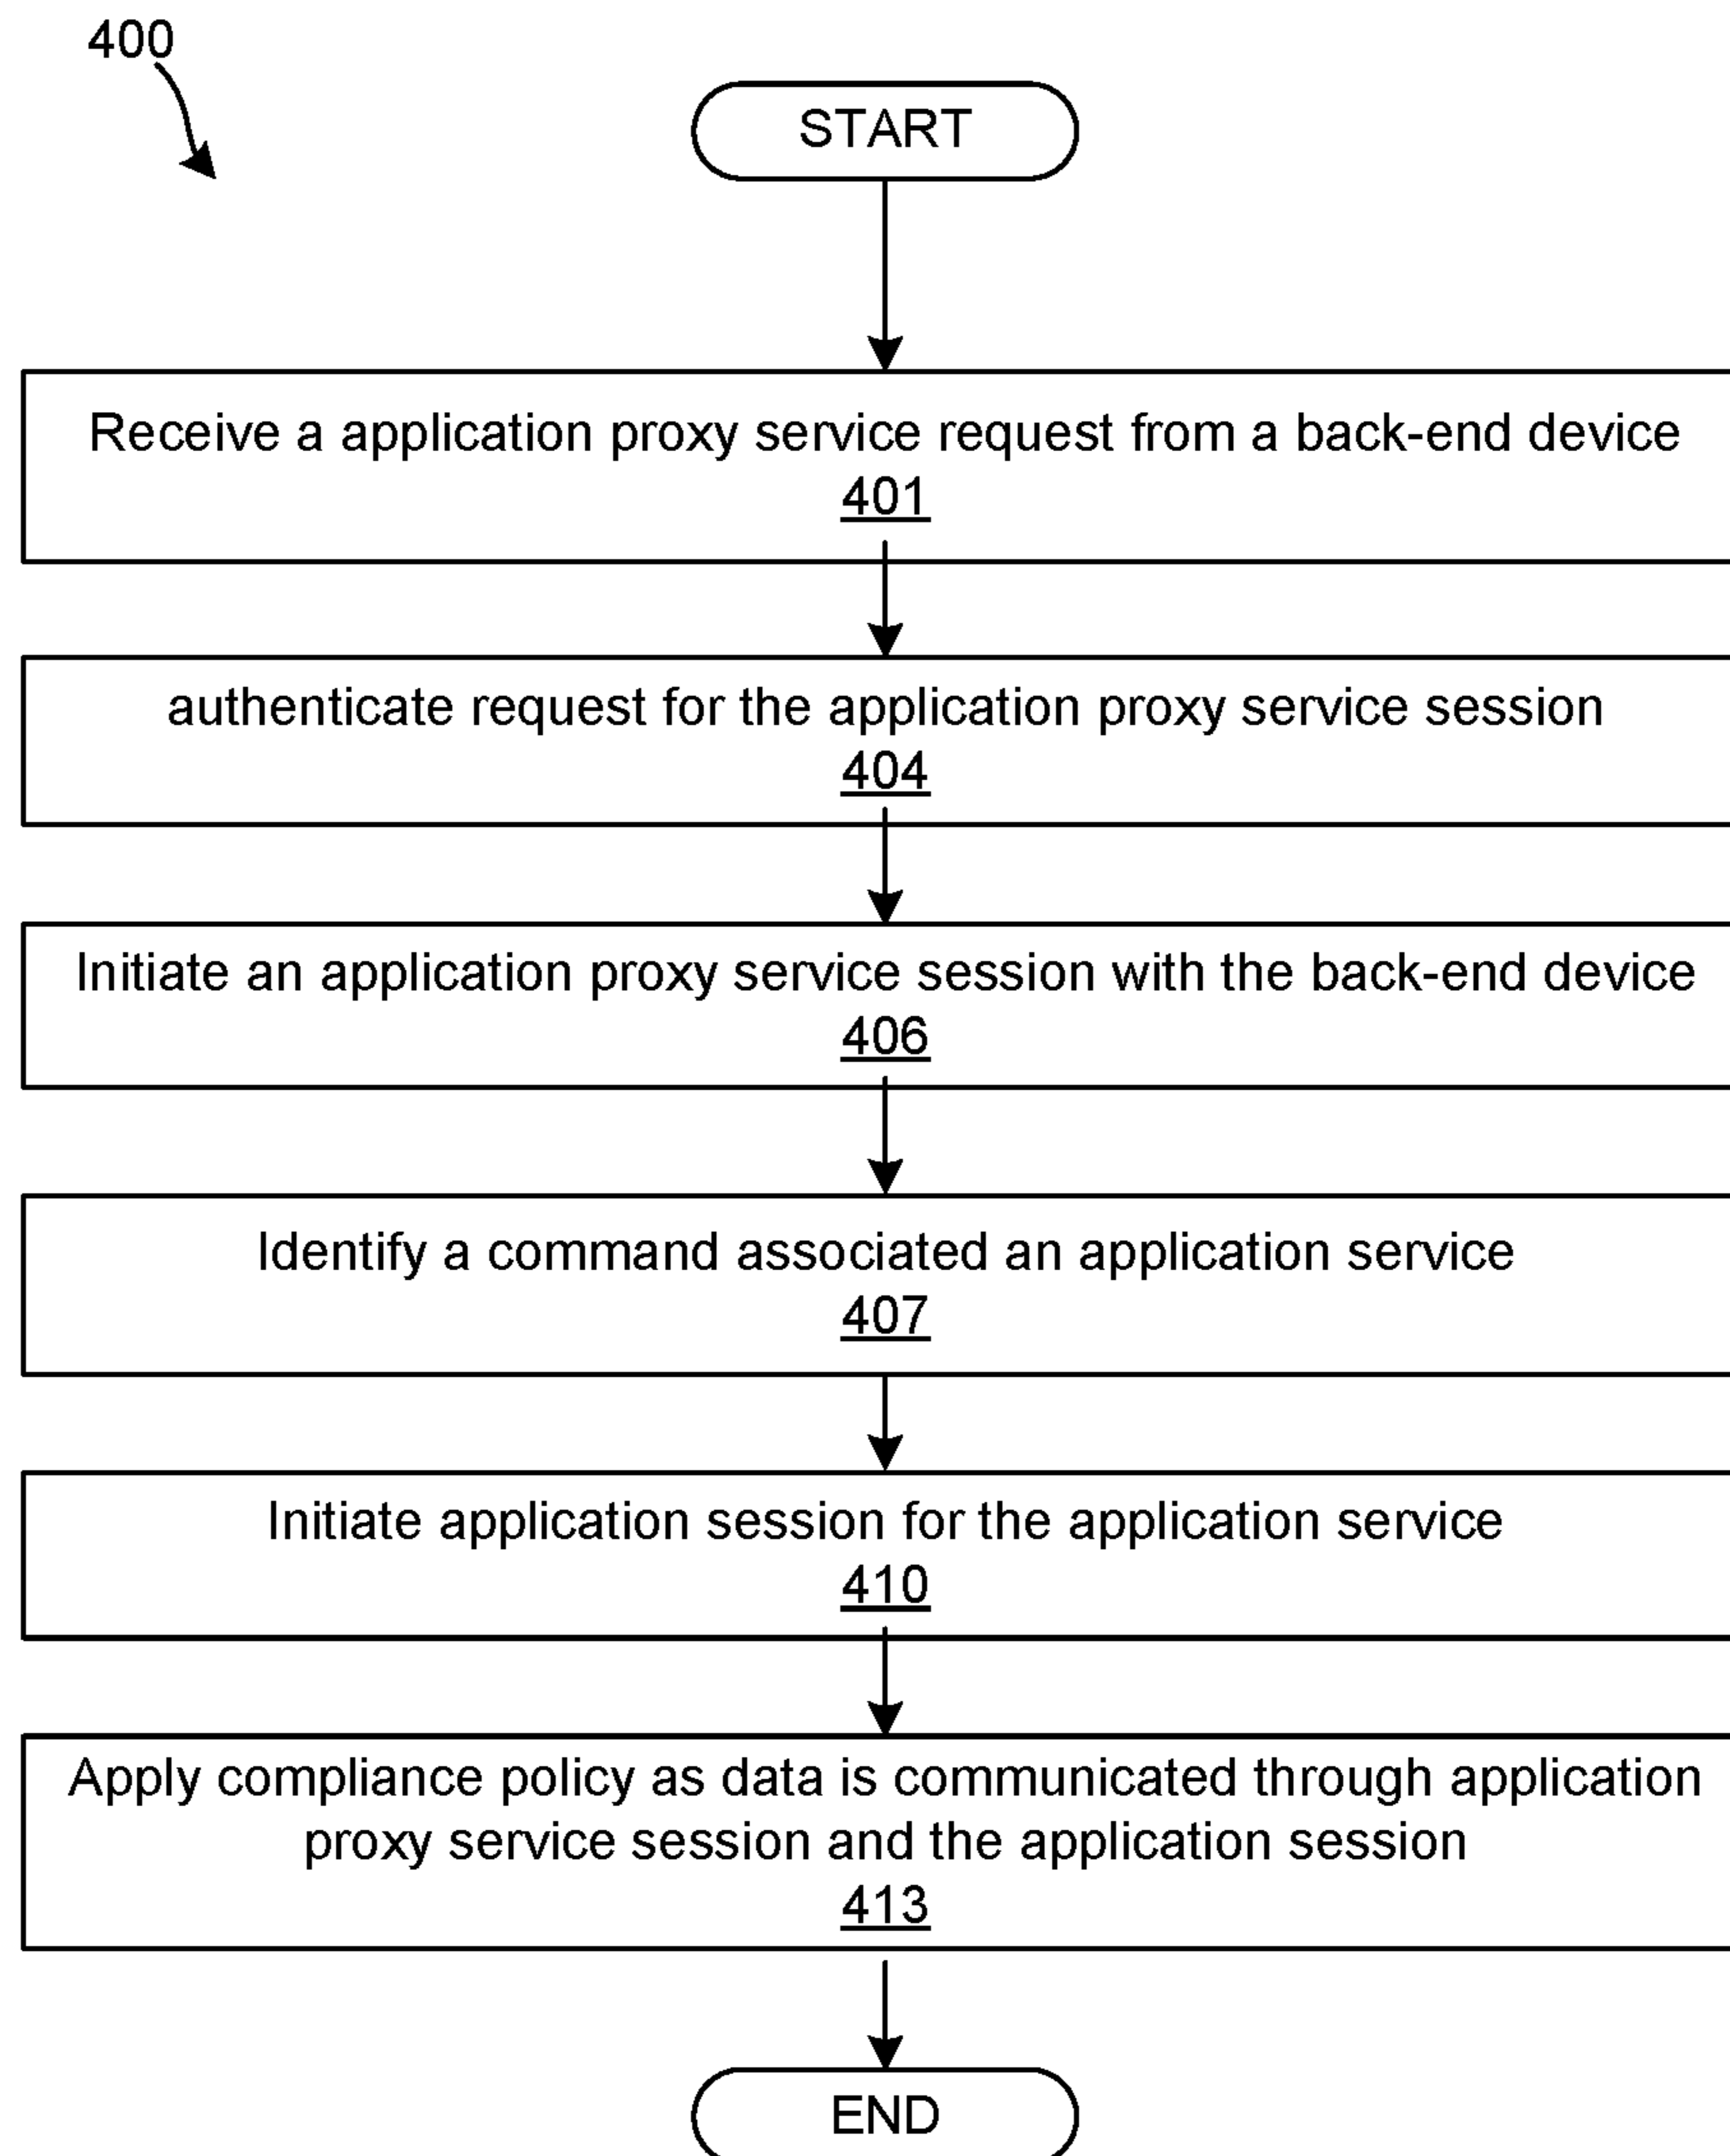 400
START
Receive a application proxy service request from a back-end device
401
authenticate request for the application proxy service session
404
Initiate an application proxy service session with the back-end device
406
Identify a command associated an application service
407
Initiate application session for the application service
410
Apply compliance policy as data is communicated through application
proxy service session and the application session
413
END